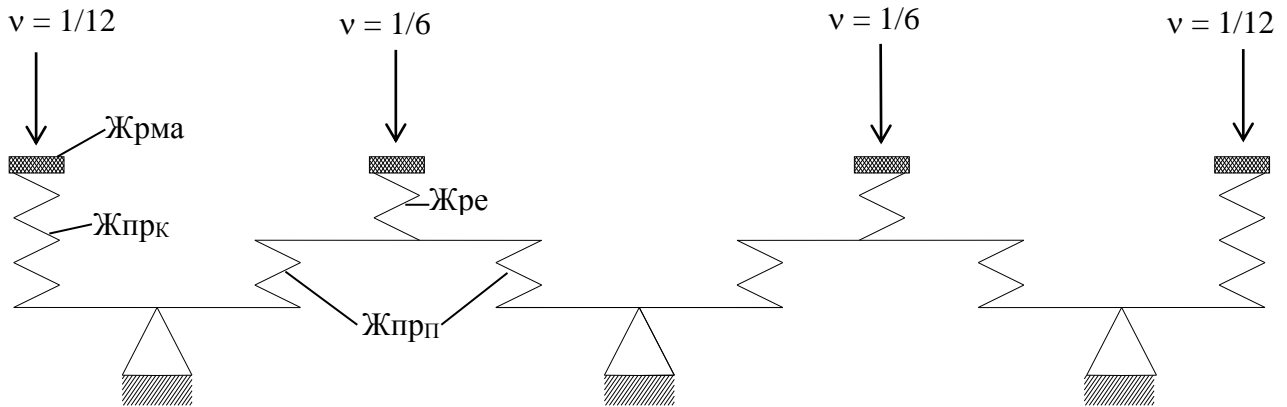 ν = 1/12
ν = 1/6
ν = 1/6
ν = 1/12
Жрма
Жре
Жпрк
Жпрп